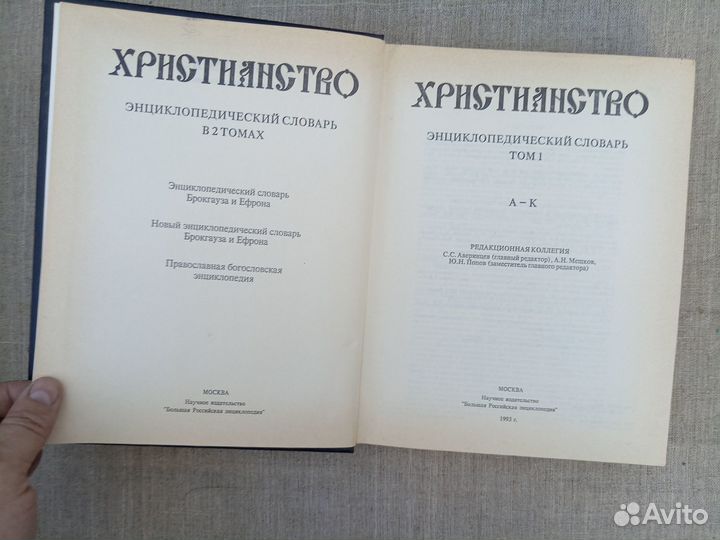 ХРИСТИАНСТВО
ЭНЦИКЛОПЕДИЧЕСКИЙ СЛОВАРЬ
В 2 ТОМАХ
Энциклопедический словарь
Брокгауза и Ефрона
Новый энциклопедический словарь
Брокгауза и Ефрона
Православная богословская
энциклопедия
МОСКВА
Научное издательство
"Большая Российская энциклопедия"
ХРИСТИАНСТВО
ЭНЦИКЛОПЕДИЧЕСКИЙ СЛОВАРЬ
ТОМ 1
А – К
РЕДАКЦИОННАЯ КОЛЛЕГИЯ
С.С. Аверинцев (главный редактор), А.Н. Мешков,
Ю.Н. Попов (заместитель главного редактора)
МОСКВА
Научное издательство
"Большая Российская энциклопедия"
1993 г.
Avito